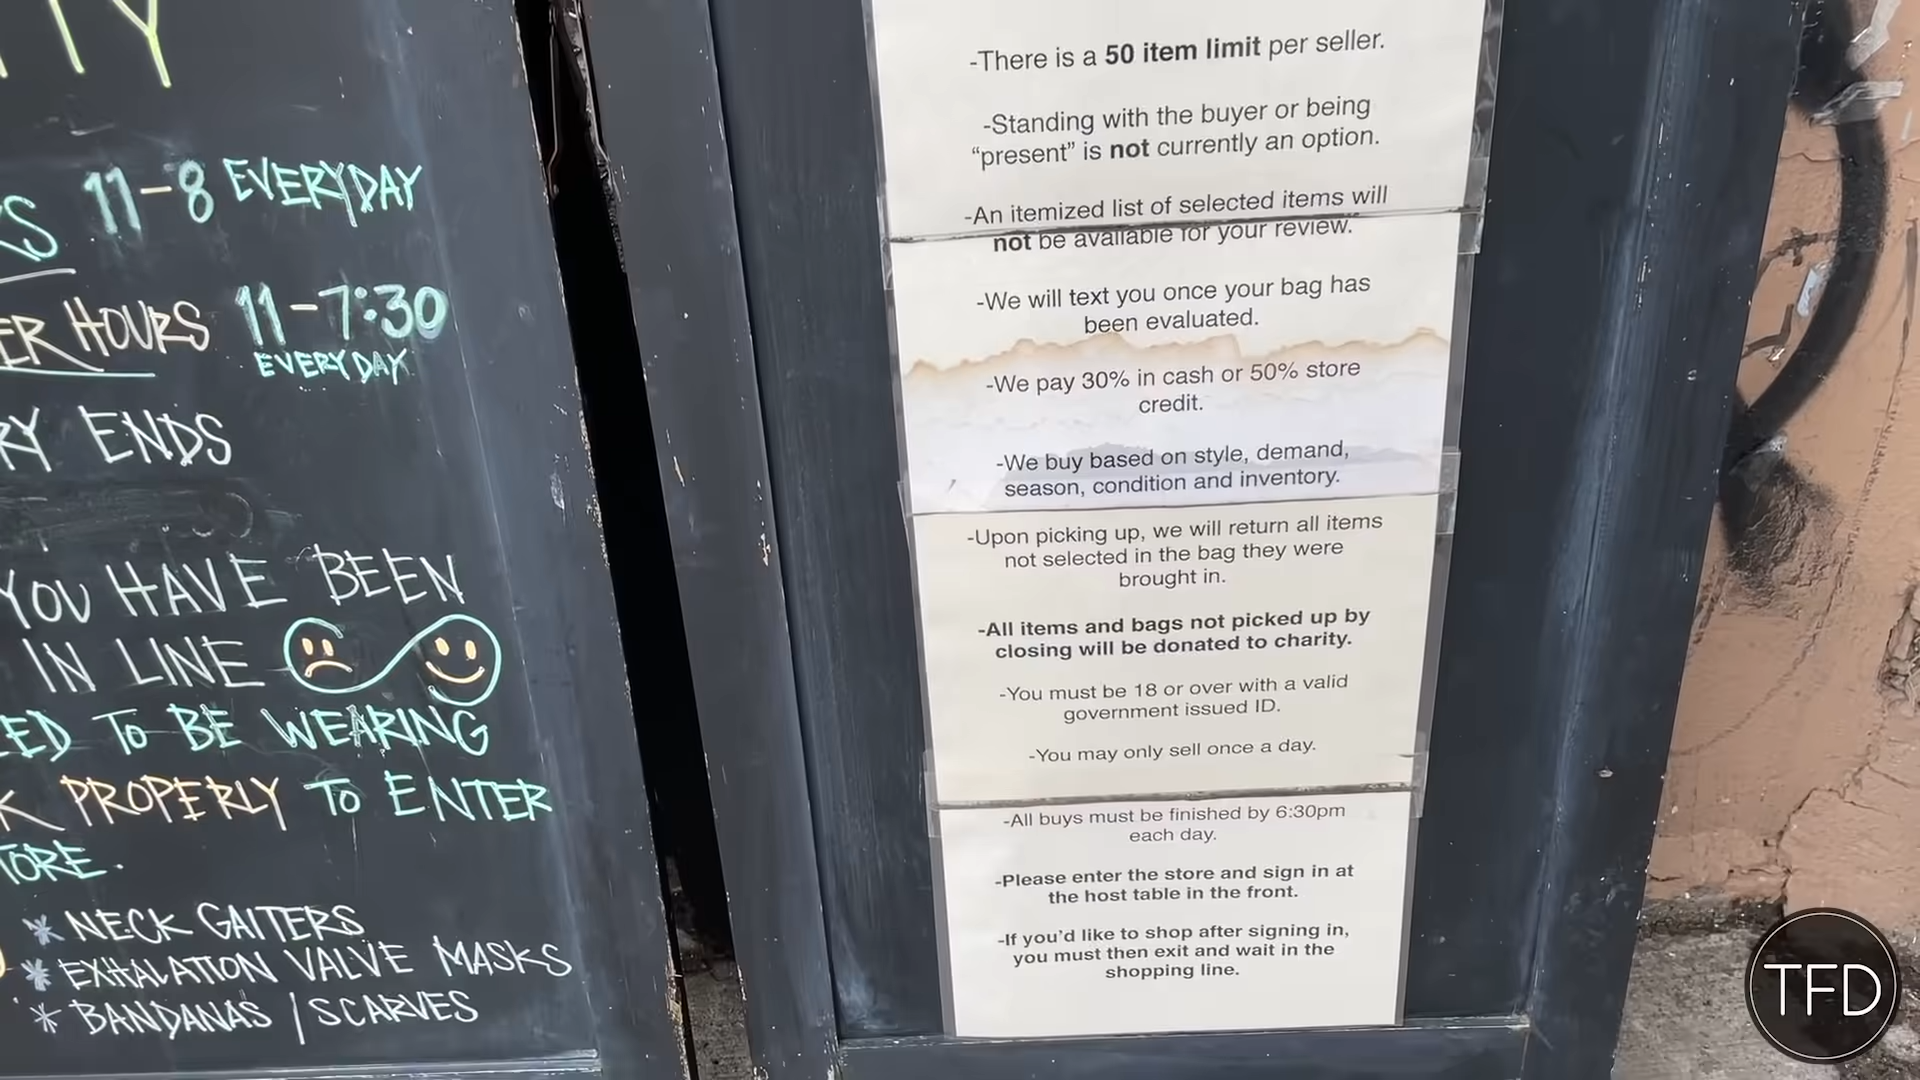 11-8 EVERYDAY
HOURS 11-7:30
EVERYDAY
ENDS
YOU HAVE BEEN
IN LINE
TO BE WEARING
PROPERLY TO ENTER
* NECK GAITERS
* EXHALATION VALVE MASKS
* BANDANAS / SCARVES
-There is a 50 item limit per seller.
-Standing with the buyer or being
“present” is not currently an option.
-An itemized list of selected items will
not be available for your review.
-We will text you once your bag has
been evaluated.
-We pay 30% in cash or 50% store
credit.
-We buy based on style, demand,
season, condition and inventory.
-Upon picking up, we will return all items
not selected in the bag they were
brought in.
-All items and bags not picked up by
closing will be donated to charity.
-You must be 18 or over with a valid
government issued ID.
-You may only sell once a day.
-All buys must be finished by 6:30pm
each day.
-Please enter the store and sign in at
the host table in the front.
-If you’d like to shop after signing in,
you must then exit and wait in the
shopping line.
TFD